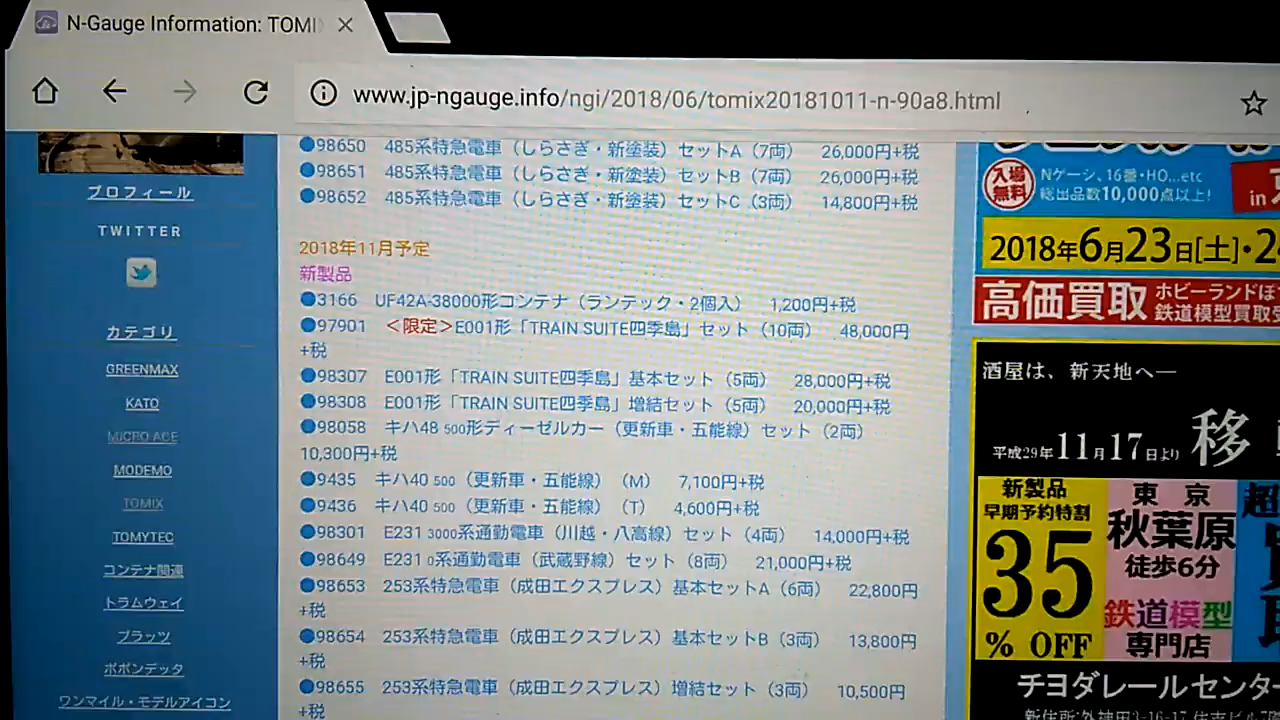 N-Gauge Information: TOMI
www.jp-ngauge.info/ngi/2018/06/tomix20181011-n-90a8.html
プロフィール
TWITTER
カテゴリ
GREENMAX
KATO
MICRO ACE
MODEMO
TOMIX
TOMYTEC
コンテナ関連
トラムウェイ
プラッツ
ポポンデッタ
ワンマイル・モデルアイコン
●98650 485系特急電車（しらさぎ・新塗装）セットA（7両） 26,000円+税
●98651 485系特急電車（しらさぎ・新塗装）セットB（7両） 26,000円+税
●98652 485系特急電車（しらさぎ・新塗装）セットC（3両） 14,800円+税
2018年11月予定
新製品
●3166 UF42A-38000形コンテナ（ランテック・2個入） 1,200円+税
●97901 ＜限定＞E001形「TRAIN SUITE四季島」セット（10両） 48,000円
+税
●98307 E001形「TRAIN SUITE四季島」基本セット（5両） 28,000円+税
●98308 E001形「TRAIN SUITE四季島」増結セット（5両） 20,000円+税
●98058 キハ48 500形ディーゼルカー（更新車・五能線）セット（2両）
10,300円+税
●9435 キハ40 500（更新車・五能線）（M） 7,100円+税
●9436 キハ40 500（更新車・五能線）（T） 4,600円+税
●98301 E231 3000系通勤電車（川越・八高線）セット（4両） 14,000円+税
●98649 E231 0系通勤電車（武蔵野線）セット（8両） 21,000円+税
●98653 253系特急電車（成田エクスプレス）基本セットA（6両） 22,800円
+税
●98654 253系特急電車（成田エクスプレス）基本セットB（3両） 13,800円
+税
●98655 253系特急電車（成田エクスプレス）増結セット（3両） 10,500円
+税
入場
無料
Nゲージ、16番・HO...etc
総出品数10,000点以上!
in
2018年6月23日[土]・2
高価買取
ホビーランドぽ
鉄道模型買取
酒屋は、新天地へ―
平成29年11月17日より 移
新製品
早期予約特割
35
% OFF
東京
秋葉原
徒歩6分
鉄道模型
専門店
超
チヨダレールセンター